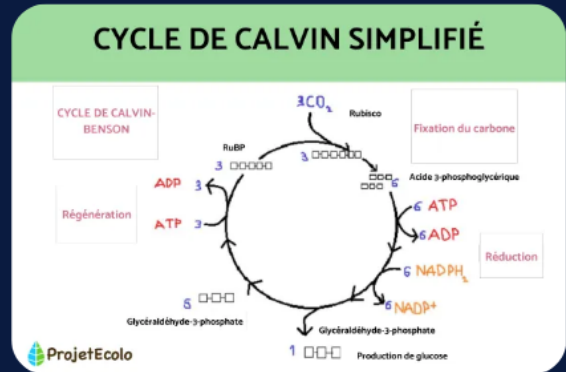 CYCLE DE CALVIN SIMPLIFIÉ
CYCLE DE CALVIN-
BENSON
3CO₂
Rubisco
Fixation du carbone
RuBP
3
3
6
Acide 3-phosphoglycérique
ADP 3
ATP 3
Régénération
6 ATP
6 ADP
Réduction
6 NADPH₂
6 NADP+
5
Glycéraldéhyde-3-phosphate
Glycéraldéhyde-3-phosphate
1
Production de glucose
ProjetEcolo